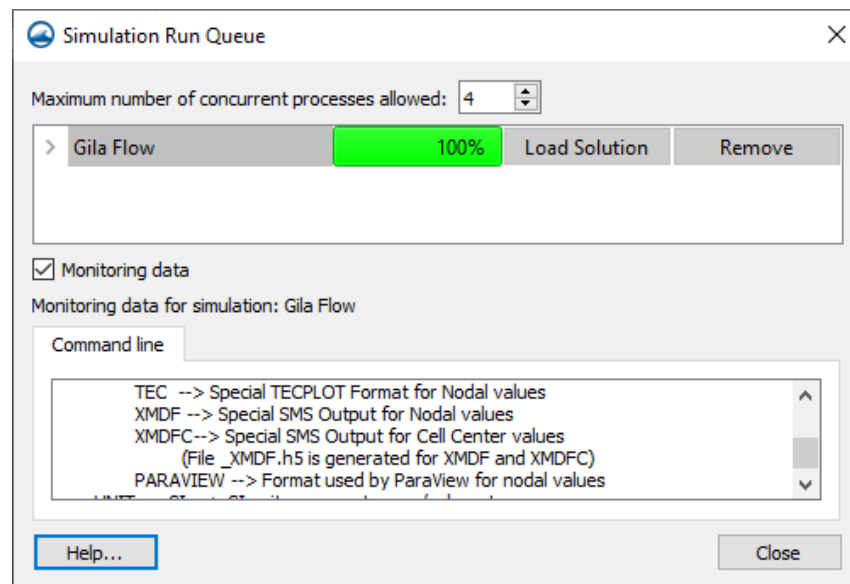 Simulation Run Queue
Maximum number of concurrent processes allowed: 4
Gila Flow 100% Load Solution Remove
Monitoring data
Monitoring data for simulation: Gila Flow
Command line
TEC --> Special TECPLOT Format for Nodal values
XMDF --> Special SMS Output for Nodal values
XMDFC--> Special SMS Output for Cell Center values
(File _XMDF.h5 is generated for XMDF and XMDFC)
PARAVIEW --> Format used by ParaView for nodal values
Help... Close